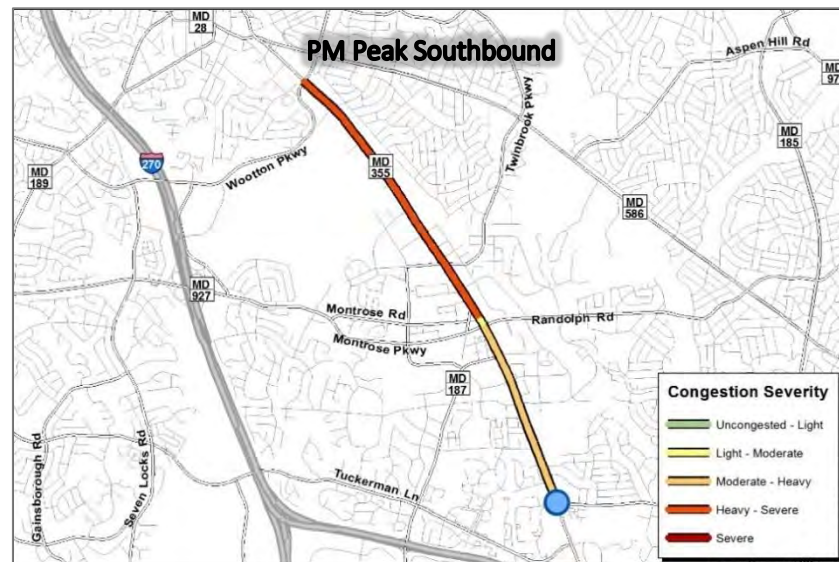 PM Peak Southbound
MD
28
Aspen Hill Rd
MD
97
Twinbrook Pkwy
MD
185
270
MD
355
MD
189
Wootton Pkwy
MD
586
MD
927
Montrose Rd
Randolph Rd
Montrose Pkwy
MD
187
Gainsborough Rd
Seven Locks Rd
Tuckerman Ln
Congestion Severity
Uncongested - Light
Light - Moderate
Moderate - Heavy
Heavy - Severe
Severe